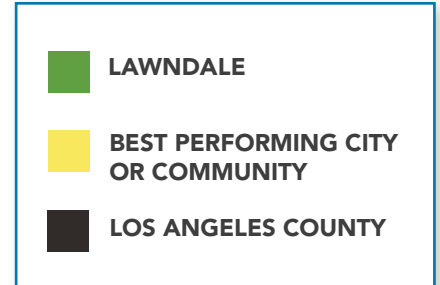 LAWNDALE
BEST PERFORMING CITY
OR COMMUNITY
LOS ANGELES COUNTY